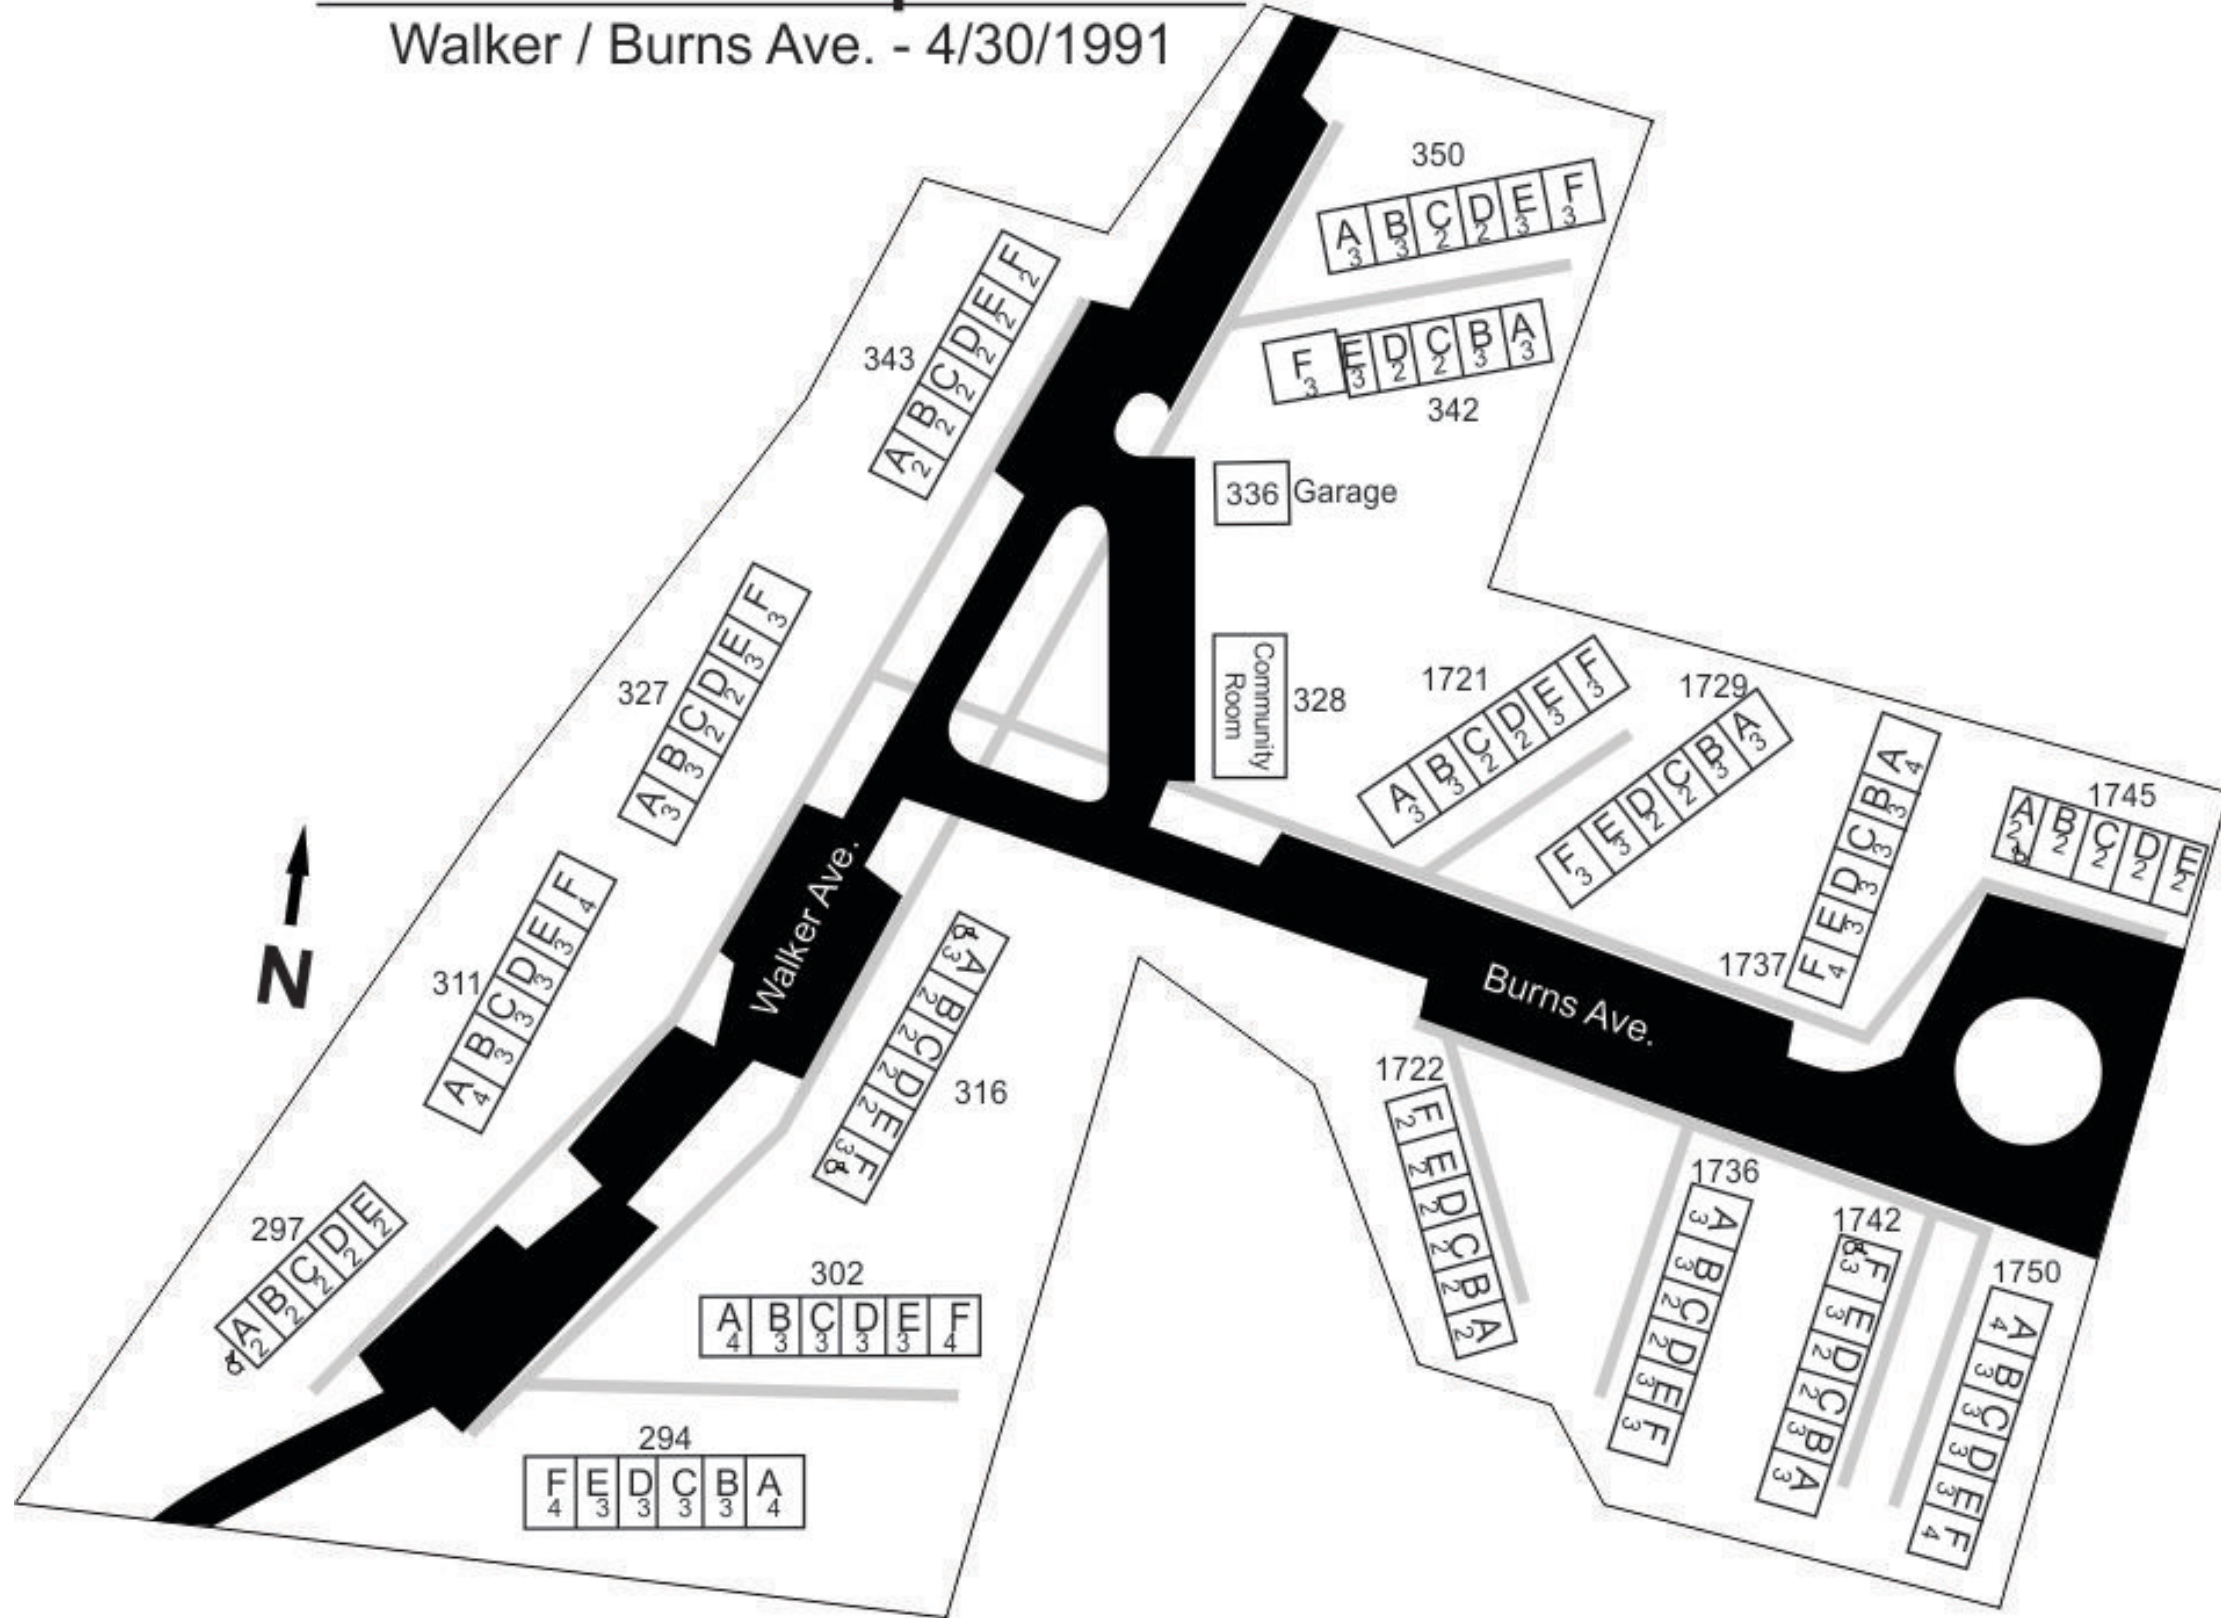 Walker / Burns Ave. - 4/30/1991
350
A B C D E F
3 3 2 2 3 3
F E D C B A
3 3 2 2 3 3
342
343
A B C D E F
2 2 2 2 2 2
336 Garage
Community
Room
328
327
A B C D E F
3 3 2 2 3 3
1721
A B C D E F
3 3 2 2 3 3
1729
F E D C B A
3 3 2 2 3 3
1737
F E D C B A
4 3 3 3 3 4
1745
A B C D E
2 2 2 2 2
N
311
A B C D E F
4 3 3 3 3 4
Walker Ave.
Burns Ave.
316
A B C D E F
3 2 2 2 2 3
297
A B C D E
2 2 2 2 2
302
A B C D E F
4 3 3 3 3 4
294
F E D C B A
4 3 3 3 3 4
1722
F E D C B A
2 2 2 2 2 2
1736
A B C D E F
3 3 2 2 3 3
1742
F E D C B A
3 3 2 2 3 3
1750
A B C D E F
4 3 3 3 3 4